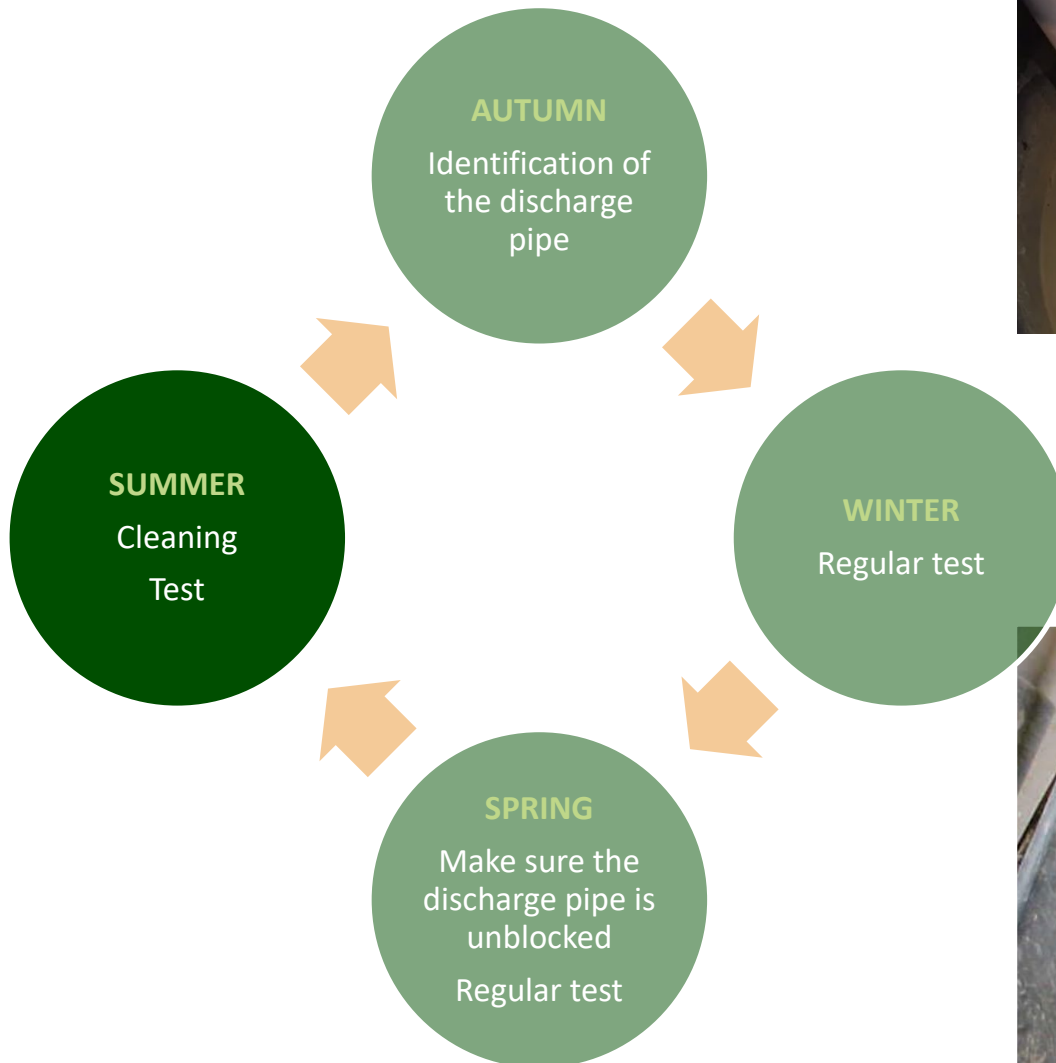 AUTUMN
Identification of
the discharge
pipe
SUMMER
Cleaning
Test
WINTER
Regular test
SPRING
Make sure the
discharge pipe is
unblocked
Regular test